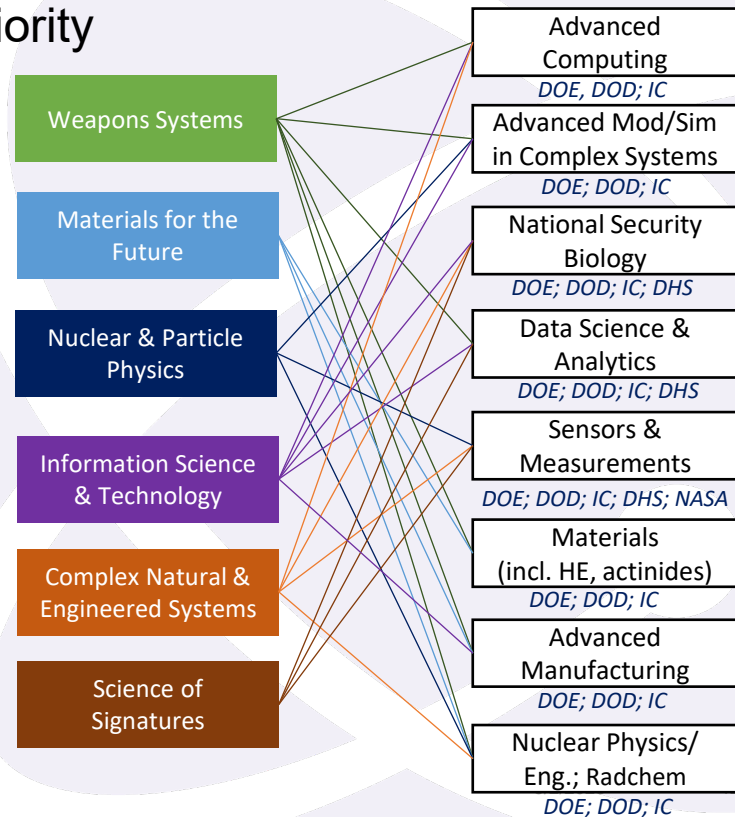 iority
Weapons Systems
Materials for the
Future
Nuclear & Particle
Physics
Information Science
& Technology
Complex Natural &
Engineered Systems
Science of
Signatures
Advanced
Computing
DOE, DOD; IC
Advanced Mod/Sim
in Complex Systems
DOE; DOD; IC
National Security
Biology
DOE; DOD; IC; DHS
Data Science &
Analytics
DOE; DOD; IC; DHS
Sensors &
Measurements
DOE; DOD; IC; DHS; NASA
Materials
(incl. HE, actinides)
DOE; DOD; IC
Advanced
Manufacturing
DOE; DOD; IC
Nuclear Physics/
Eng.; Radchem
DOE; DOD; IC